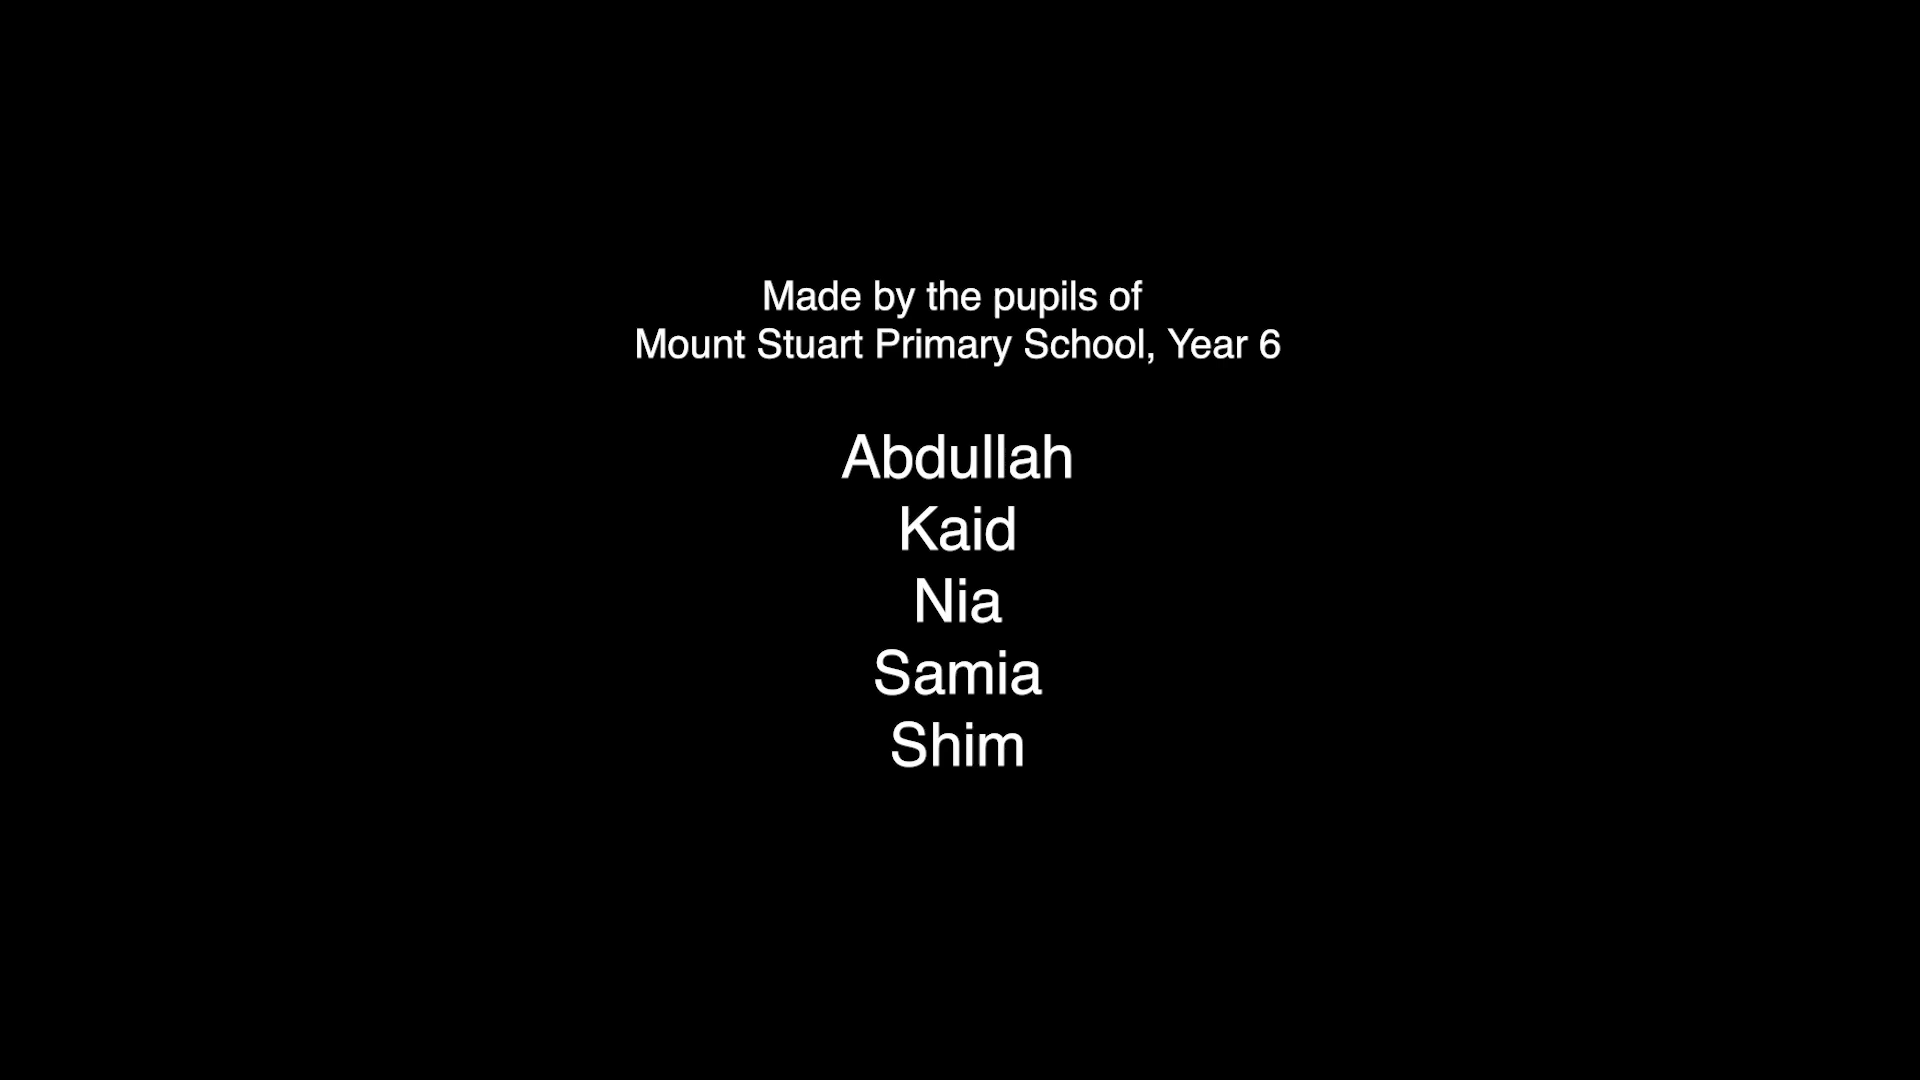 Made by the pupils of
Mount Stuart Primary School, Year 6
Abdullah
Kaid
Nia
Samia
Shim